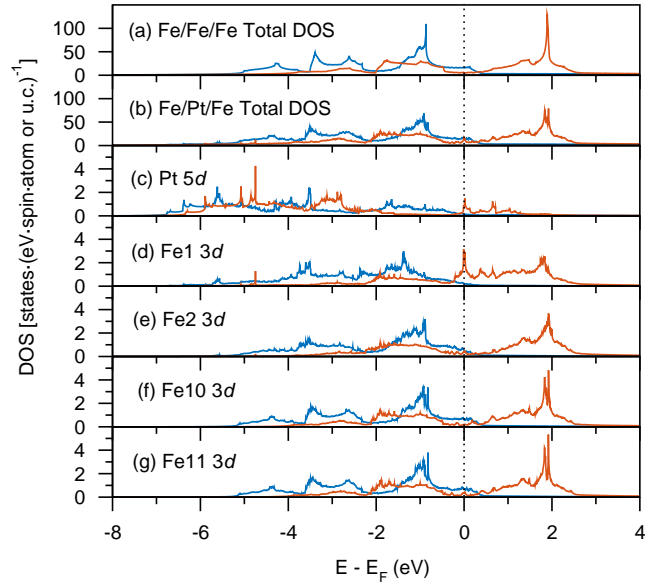 DOS [states·(eV·spin·atom or u.c.)⁻¹]
100
50
0
(a) Fe/Fe/Fe Total DOS
100
50
0
(b) Fe/Pt/Fe Total DOS
4
2
0
(c) Pt 5d
4
2
0
(d) Fe1 3d
4
2
0
(e) Fe2 3d
4
2
0
(f) Fe10 3d
4
2
0
(g) Fe11 3d
-8 -6 -4 -2 0 2 4
E - E_F (eV)